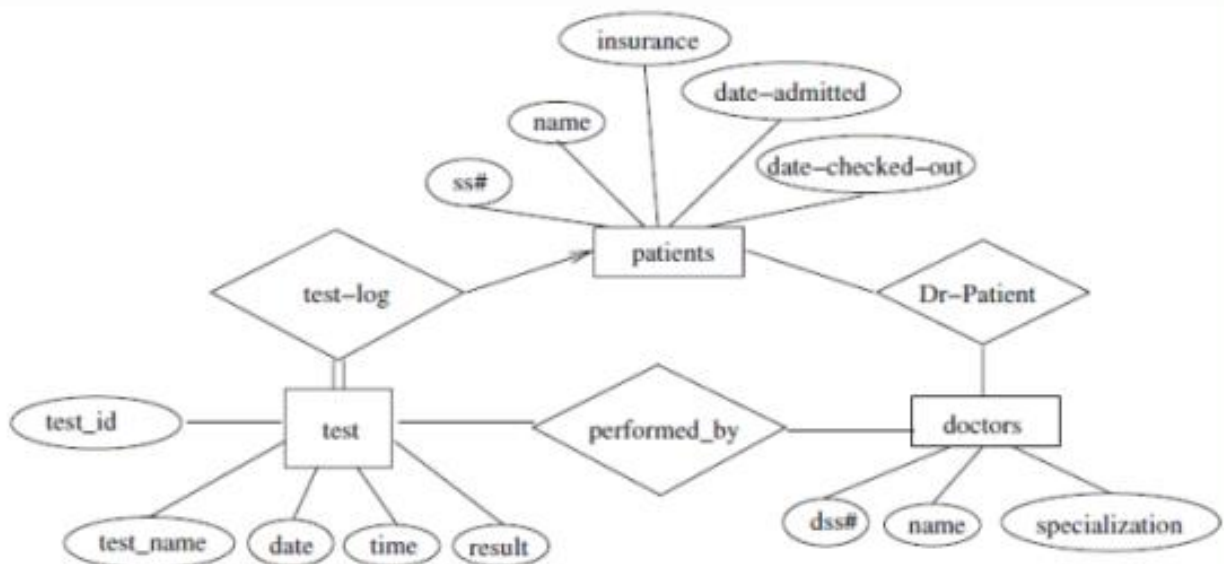 insurance
date-admitted
name
date-checked-out
ss#
patients
test-log
Dr-Patient
test_id
test
performed_by
doctors
test_name
date
time
result
dss#
name
specialization